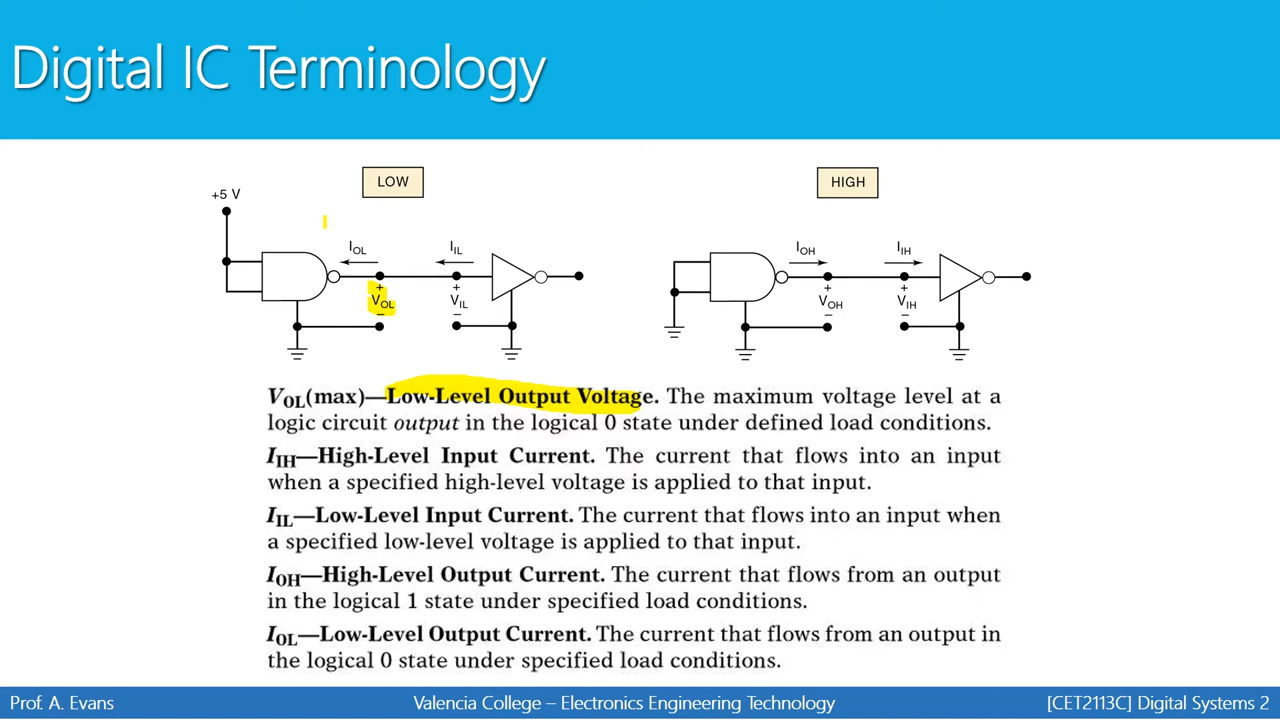 Digital IC Terminology
LOW
HIGH
+5 V
IOL
IIL
IOH
IIH
+
+
+
+
VOL
VIL
VOH
VIH
–
–
–
–
VOL(max)—Low-Level Output Voltage. The maximum voltage level at a
logic circuit output in the logical 0 state under defined load conditions.
IIH—High-Level Input Current. The current that flows into an input
when a specified high-level voltage is applied to that input.
IIL—Low-Level Input Current. The current that flows into an input when
a specified low-level voltage is applied to that input.
IOH—High-Level Output Current. The current that flows from an output
in the logical 1 state under specified load conditions.
IOL—Low-Level Output Current. The current that flows from an output in
the logical 0 state under specified load conditions.
Prof. A. Evans
Valencia College – Electronics Engineering Technology
[CET2113C] Digital Systems 2